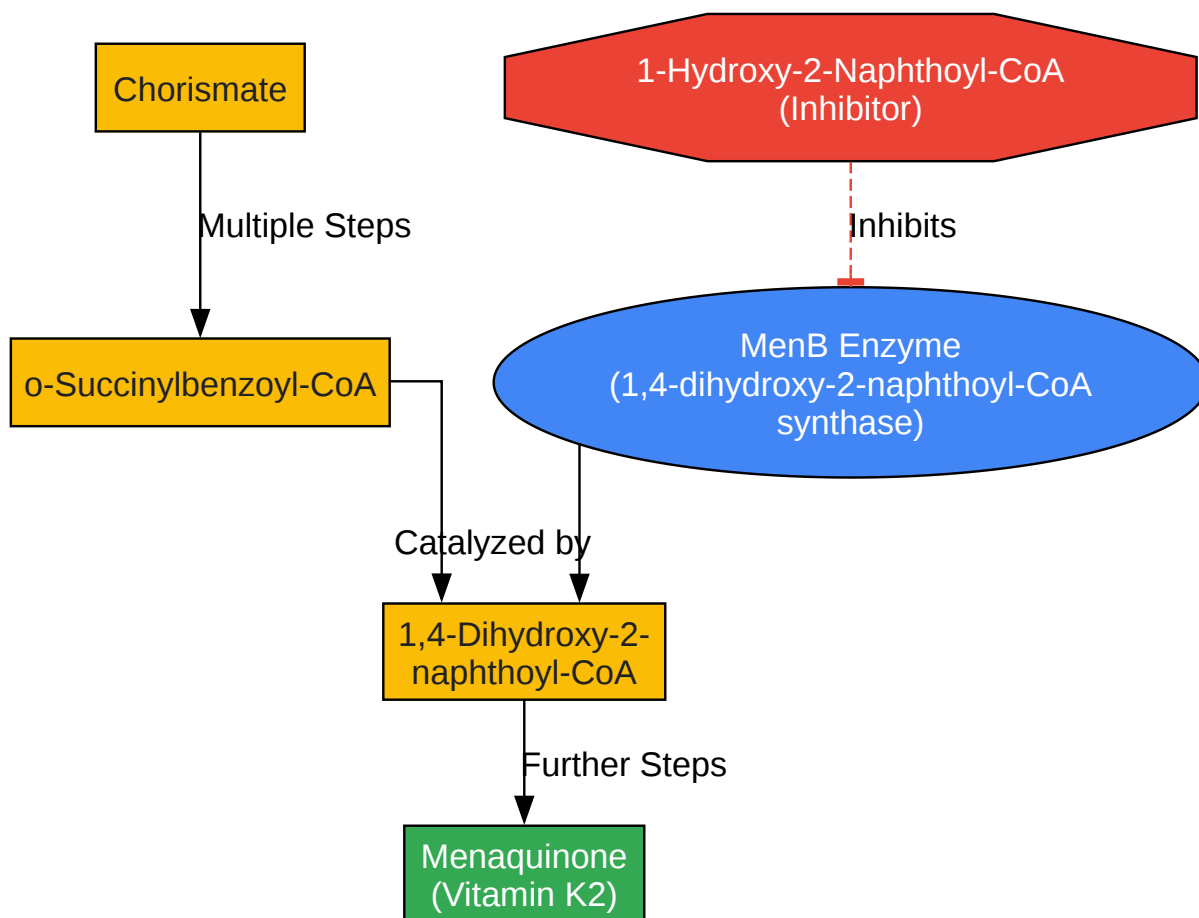 Chorismate
1-Hydroxy-2-Naphthoyl-CoA
(Inhibitor)
Multiple Steps
Inhibits
o-Succinylbenzoyl-CoA
MenB Enzyme
(1,4-dihydroxy-2-naphthoyl-CoA
synthase)
Catalyzed by
1,4-Dihydroxy-2-
naphthoyl-CoA
Further Steps
Menaquinone
(Vitamin K2)